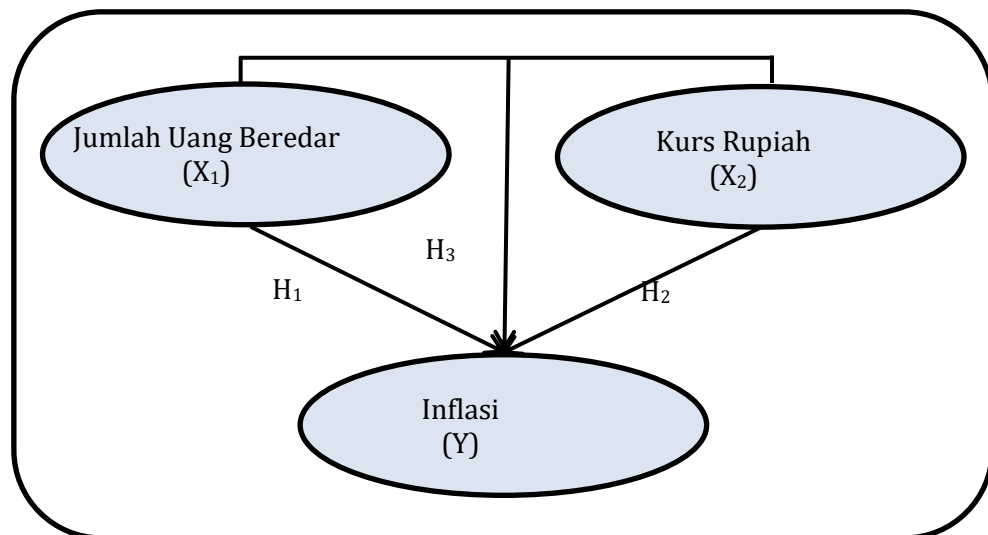 Jumlah Uang Beredar
(X₁)
Kurs Rupiah
(X₂)
H₃
H₁
H₂
Inflasi
(Y)